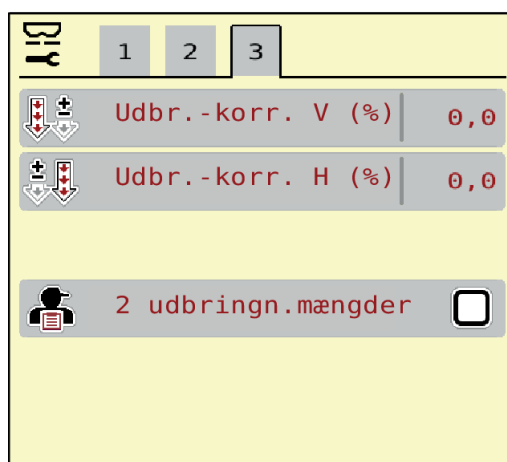 1 2 3
Udbr.-korr. V (%) 0,0
Udbr.-korr. H (%) 0,0
2 udbringn.mængder